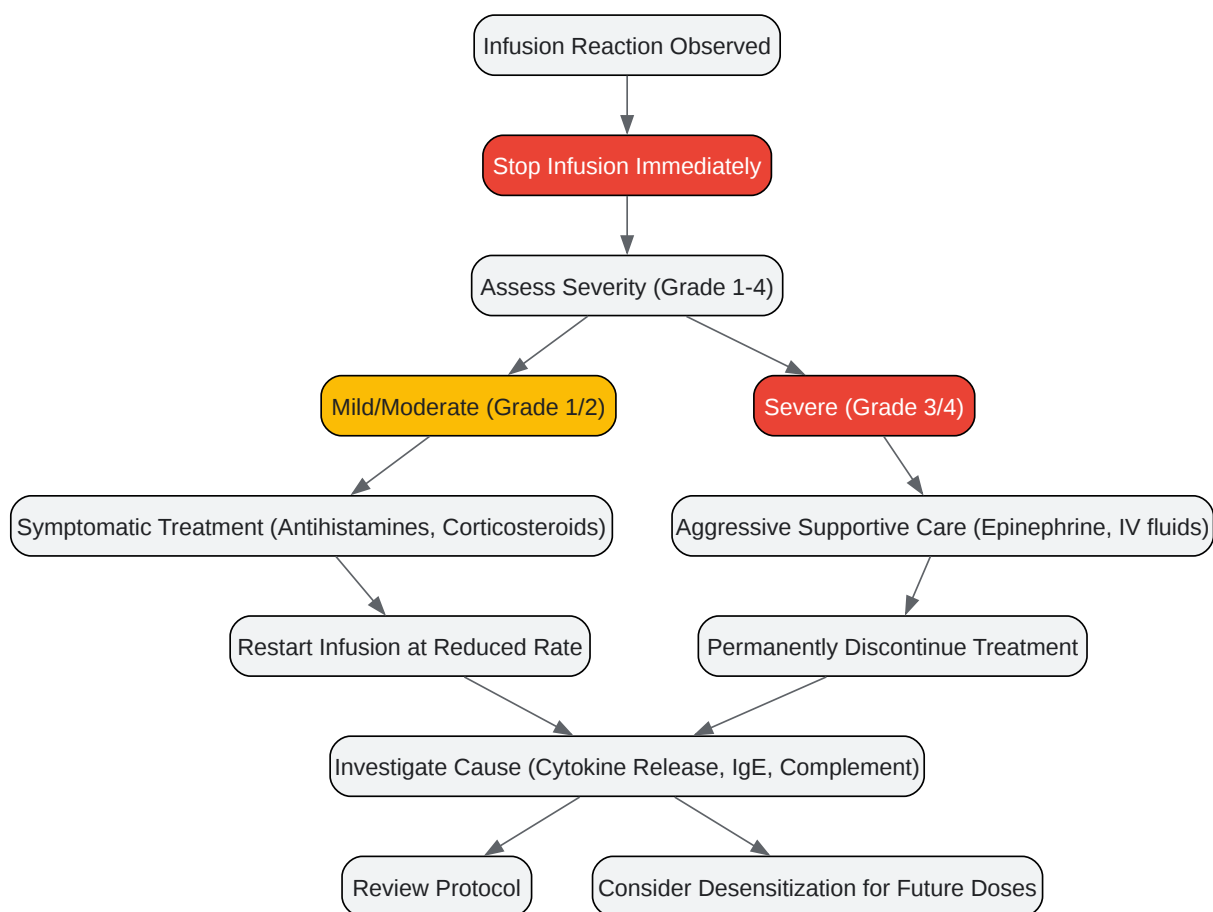 Infusion Reaction Observed
Stop Infusion Immediately
Assess Severity (Grade 1-4)
Mild/Moderate (Grade 1/2)
Severe (Grade 3/4)
Symptomatic Treatment (Antihistamines, Corticosteroids)
Aggressive Supportive Care (Epinephrine, IV fluids)
Restart Infusion at Reduced Rate
Permanently Discontinue Treatment
Investigate Cause (Cytokine Release, IgE, Complement)
Review Protocol
Consider Desensitization for Future Doses